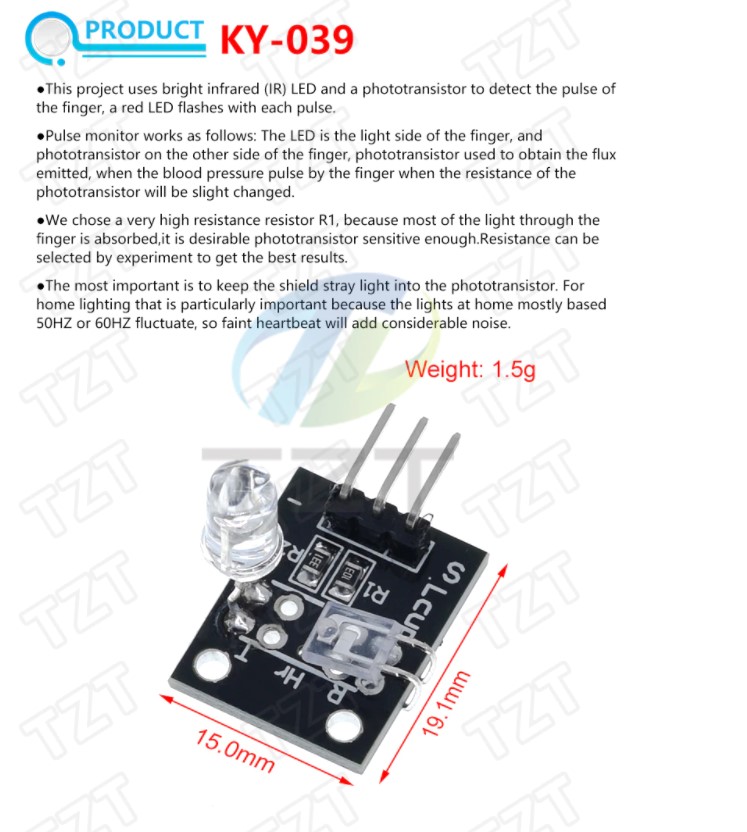 PRODUCT KY-039
●This project uses bright infrared (IR) LED and a phototransistor to detect the pulse of
the finger, a red LED flashes with each pulse.
●Pulse monitor works as follows: The LED is the light side of the finger, and
phototransistor on the other side of the finger, phototransistor used to obtain the flux
emitted, when the blood pressure pulse by the finger when the resistance of the
phototransistor will be slight changed.
●We chose a very high resistance resistor R1, because most of the light through the
finger is absorbed,it is desirable phototransistor sensitive enough.Resistance can be
selected by experiment to get the best results.
●The most important is to keep the shield stray light into the phototransistor. For
home lighting that is particularly important because the lights at home mostly based
50HZ or 60HZ fluctuate, so faint heartbeat will add considerable noise.
Weight: 1.5g
TZT
-
R2
R1
S
T
Hr
R
15.0mm
19.1mm